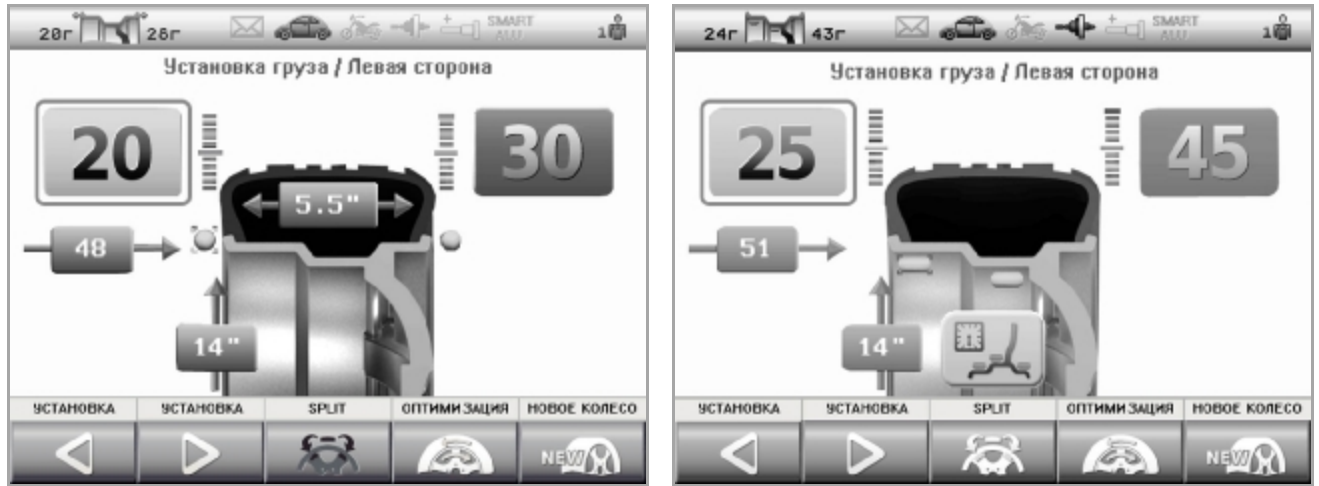 20г 28г SMART ALU 1
Установка груза / Левая сторона
20 30
5.5"
48
14"
УСТАНОВКА УСТАНОВКА SPLIT ОПТИМИЗАЦИЯ НОВОЕ КОЛЕСО
NEW
24г 43г SMART ALU 1
Установка груза / Левая сторона
25 45
51
14"
УСТАНОВКА УСТАНОВКА SPLIT ОПТИМИЗАЦИЯ НОВОЕ КОЛЕСО
NEW